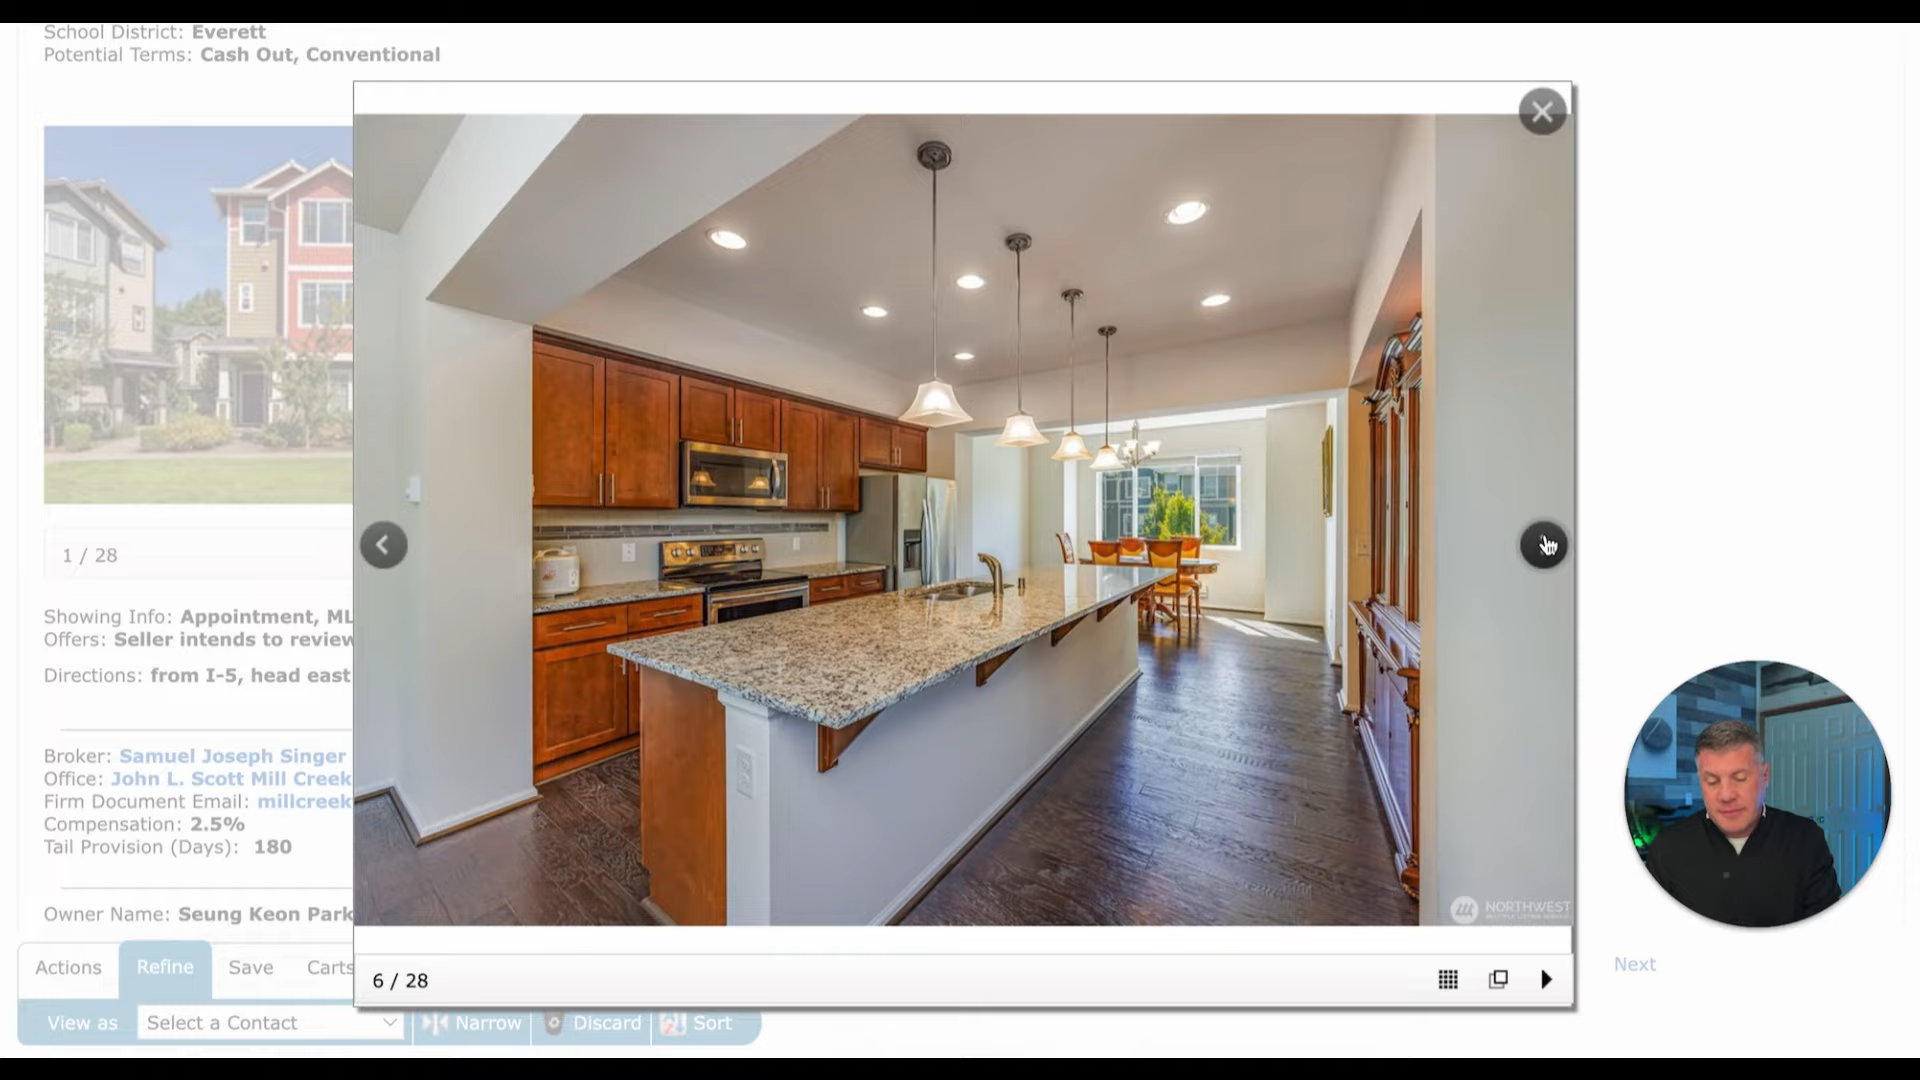 School District: Everett
Potential Terms: Cash Out, Conventional
1 / 28
Showing Info: Appointment, ML
Offers: Seller intends to review
Directions: from I-5, head east
Broker: Samuel Joseph Singer
Office: John L. Scott Mill Creek
Firm Document Email: millcreek
Compensation: 2.5%
Tail Provision (Days): 180
Owner Name: Seung Keon Park
NORTHWEST
MULTIPLE LISTING SERVICE
6 / 28
Next
Actions Refine Save Carts
View as Select a Contact Narrow Discard Sort